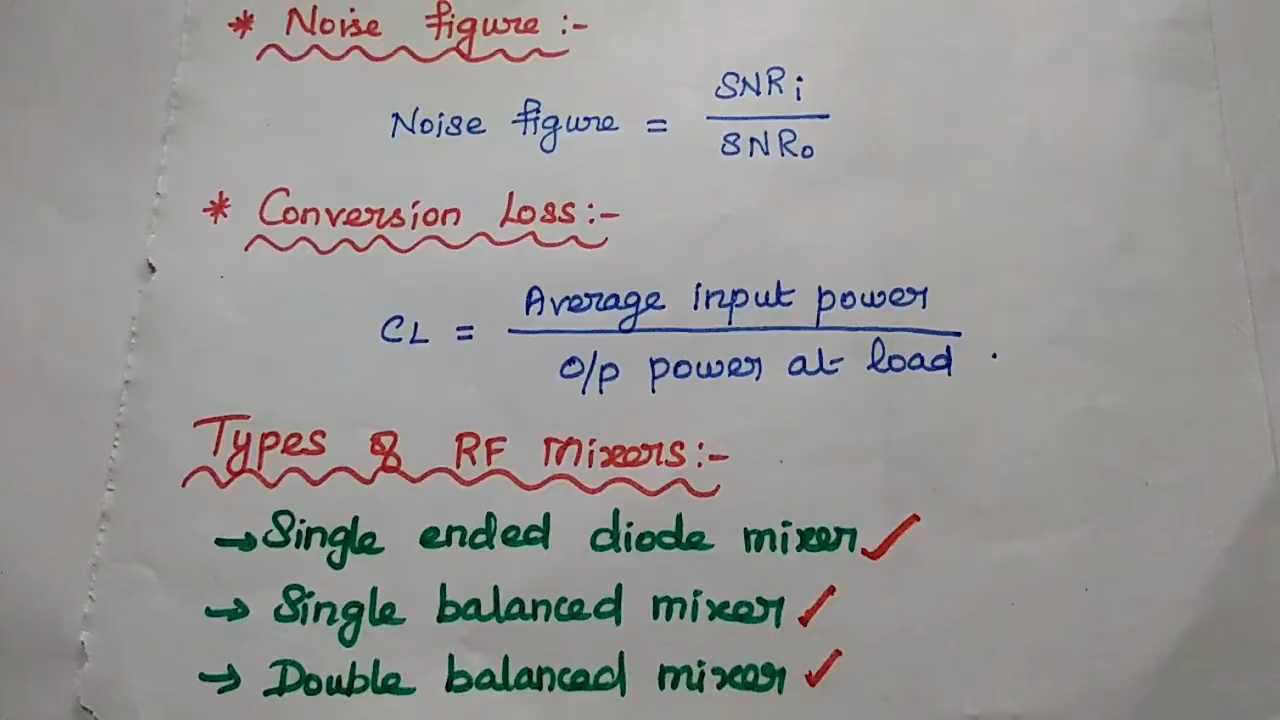 * Noise figure :-
Noise figure = SNRi / SNRo
* Conversion Loss:-
CL = Average input power / o/p power at load .
Types of RF Mixers:-
→ Single ended diode mixer ✓
→ Single balanced mixer ✓
→ Double balanced mixer ✓